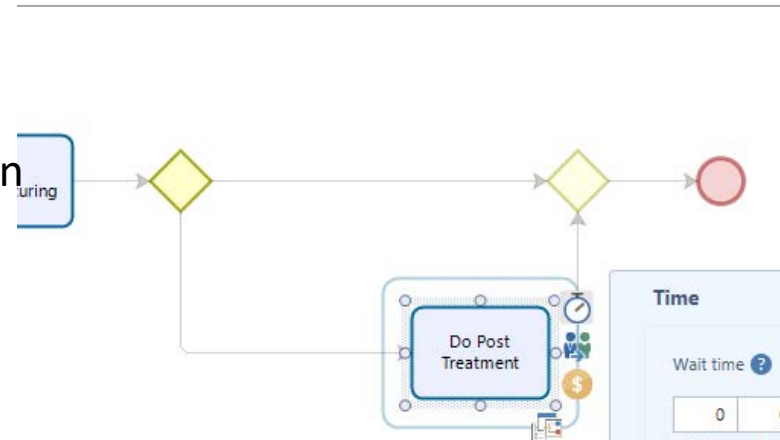 n
turing
Do Post
Treatment
Time
Wait time ?
0
$